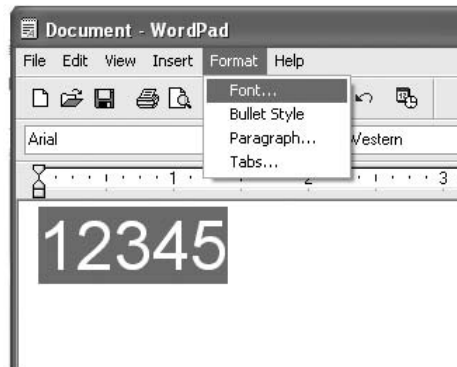 Document - WordPad
File Edit View Insert Format Help
Font...
Bullet Style
Paragraph...
Tabs...
Arial
Western
1 2 3
12345